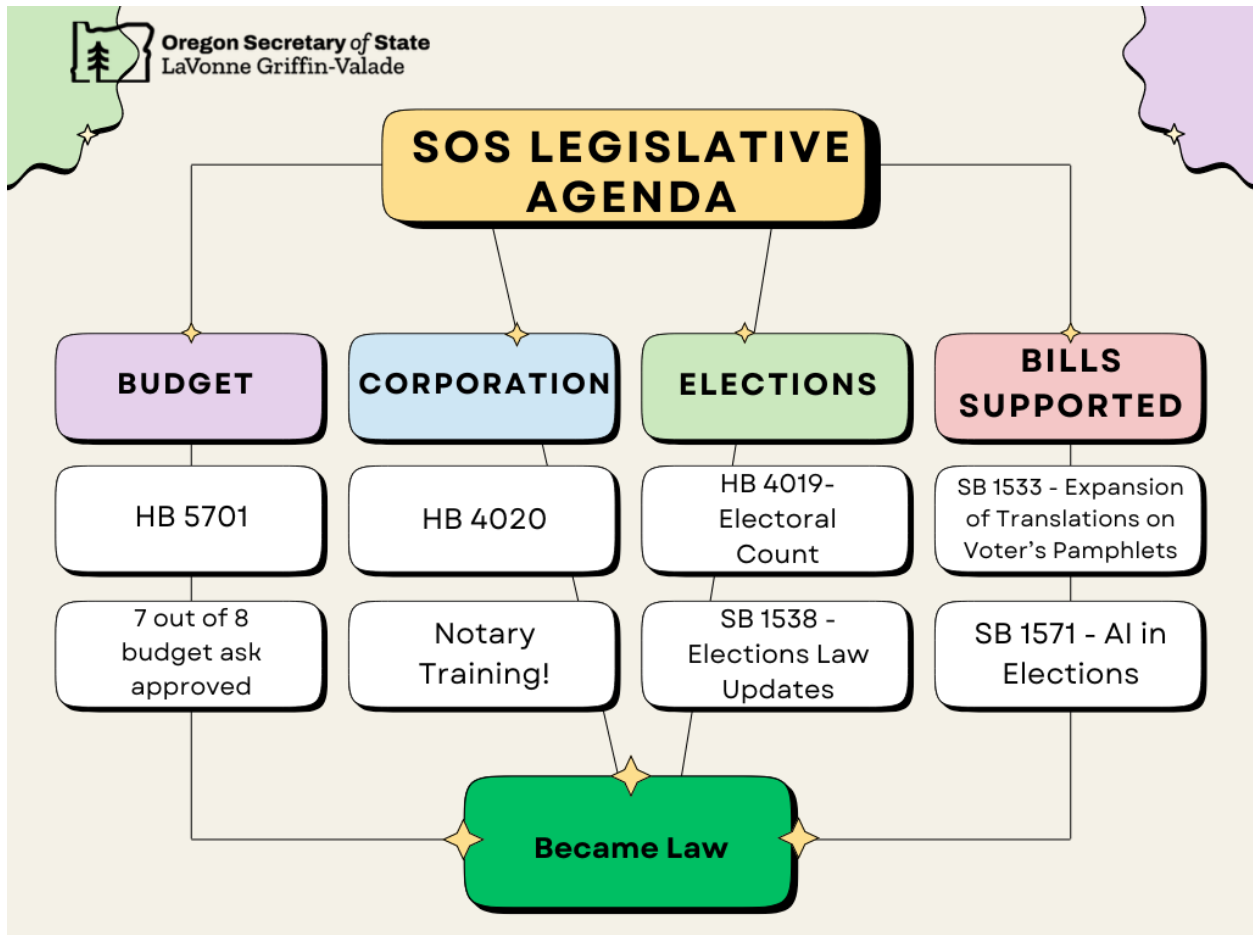 Oregon Secretary of State
LaVonne Griffin-Valade
SOS LEGISLATIVE
AGENDA
BUDGET
HB 5701
7 out of 8
budget ask
approved
CORPORATION
HB 4020
Notary
Training!
ELECTIONS
HB 4019-
Electoral
Count
SB 1538 -
Elections Law
Updates
BILLS
SUPPORTED
SB 1533 - Expansion
of Translations on
Voter’s Pamphlets
SB 1571 - AI in
Elections
Became Law